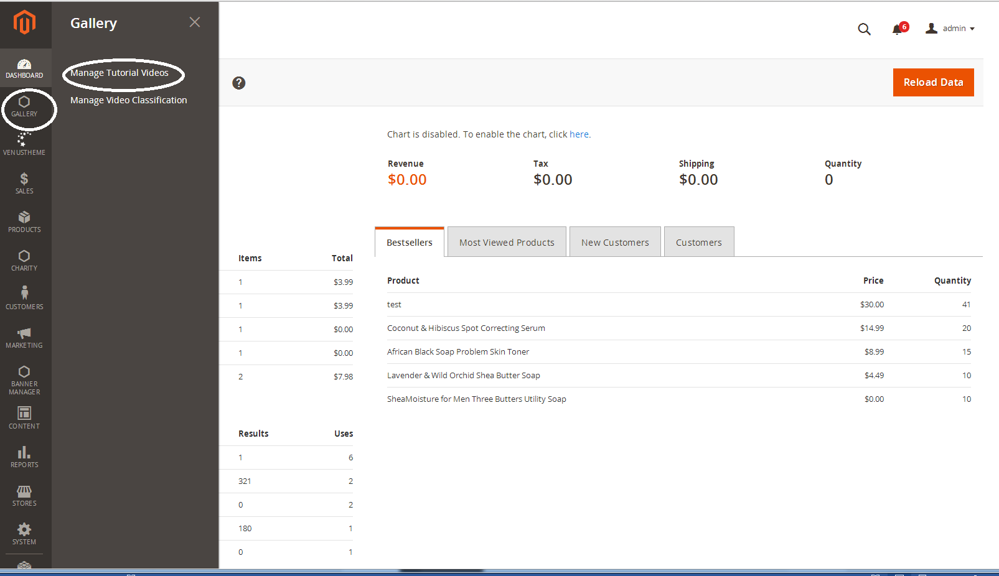 Gallery
Manage Tutorial Videos
Manage Video Classification
DASHBOARD
GALLERY
VENUSTHEME
SALES
PRODUCTS
CHARITY
CUSTOMERS
MARKETING
BANNER
MANAGER
CONTENT
REPORTS
STORES
SYSTEM
6
admin
?
Reload Data
Chart is disabled. To enable the chart, click here.
Revenue Tax Shipping Quantity
$0.00 $0.00 $0.00 0
Items Total
1 $3.99
1 $3.99
1 $0.00
1 $0.00
2 $7.98
Results Uses
1 6
321 2
0 2
180 1
0 1
Bestsellers Most Viewed Products New Customers Customers
Product Price Quantity
test $30.00 41
Coconut & Hibiscus Spot Correcting Serum $14.99 20
African Black Soap Problem Skin Toner $8.99 15
Lavender & Wild Orchid Shea Butter Soap $4.49 10
SheaMoisture for Men Three Butters Utility Soap $0.00 10